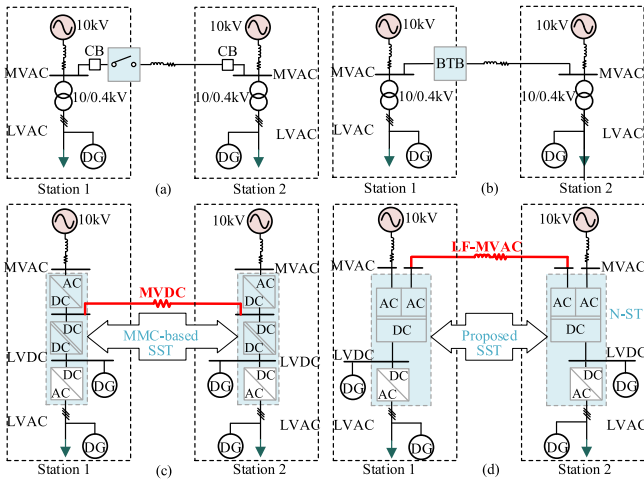 10kV
10kV
CB
CB
MVAC
MVAC
10/0.4kV
10/0.4kV
LVAC
LVAC
DG
DG
Station 1
(a)
Station 2
10kV
10kV
BTB
MVAC
MVAC
10/0.4kV
10/0.4kV
LVAC
LVAC
DG
DG
Station 1
(b)
Station 2
10kV
10kV
MVAC
MVAC
AC
DC
AC
DC
MVDC
DC
DC
DC
DC
MMC-based
SST
LVDC
LVDC
DG
DG
DC
AC
DC
AC
LVAC
LVAC
DG
DG
Station 1
(c)
Station 2
10kV
10kV
LF-MVAC
MVAC
MVAC
AC
AC
AC
AC
N-ST
DC
DC
Proposed
SST
LVDC
LVDC
DG
DG
DC
AC
DC
AC
LVAC
LVAC
DG
DG
Station 1
(d)
Station 2